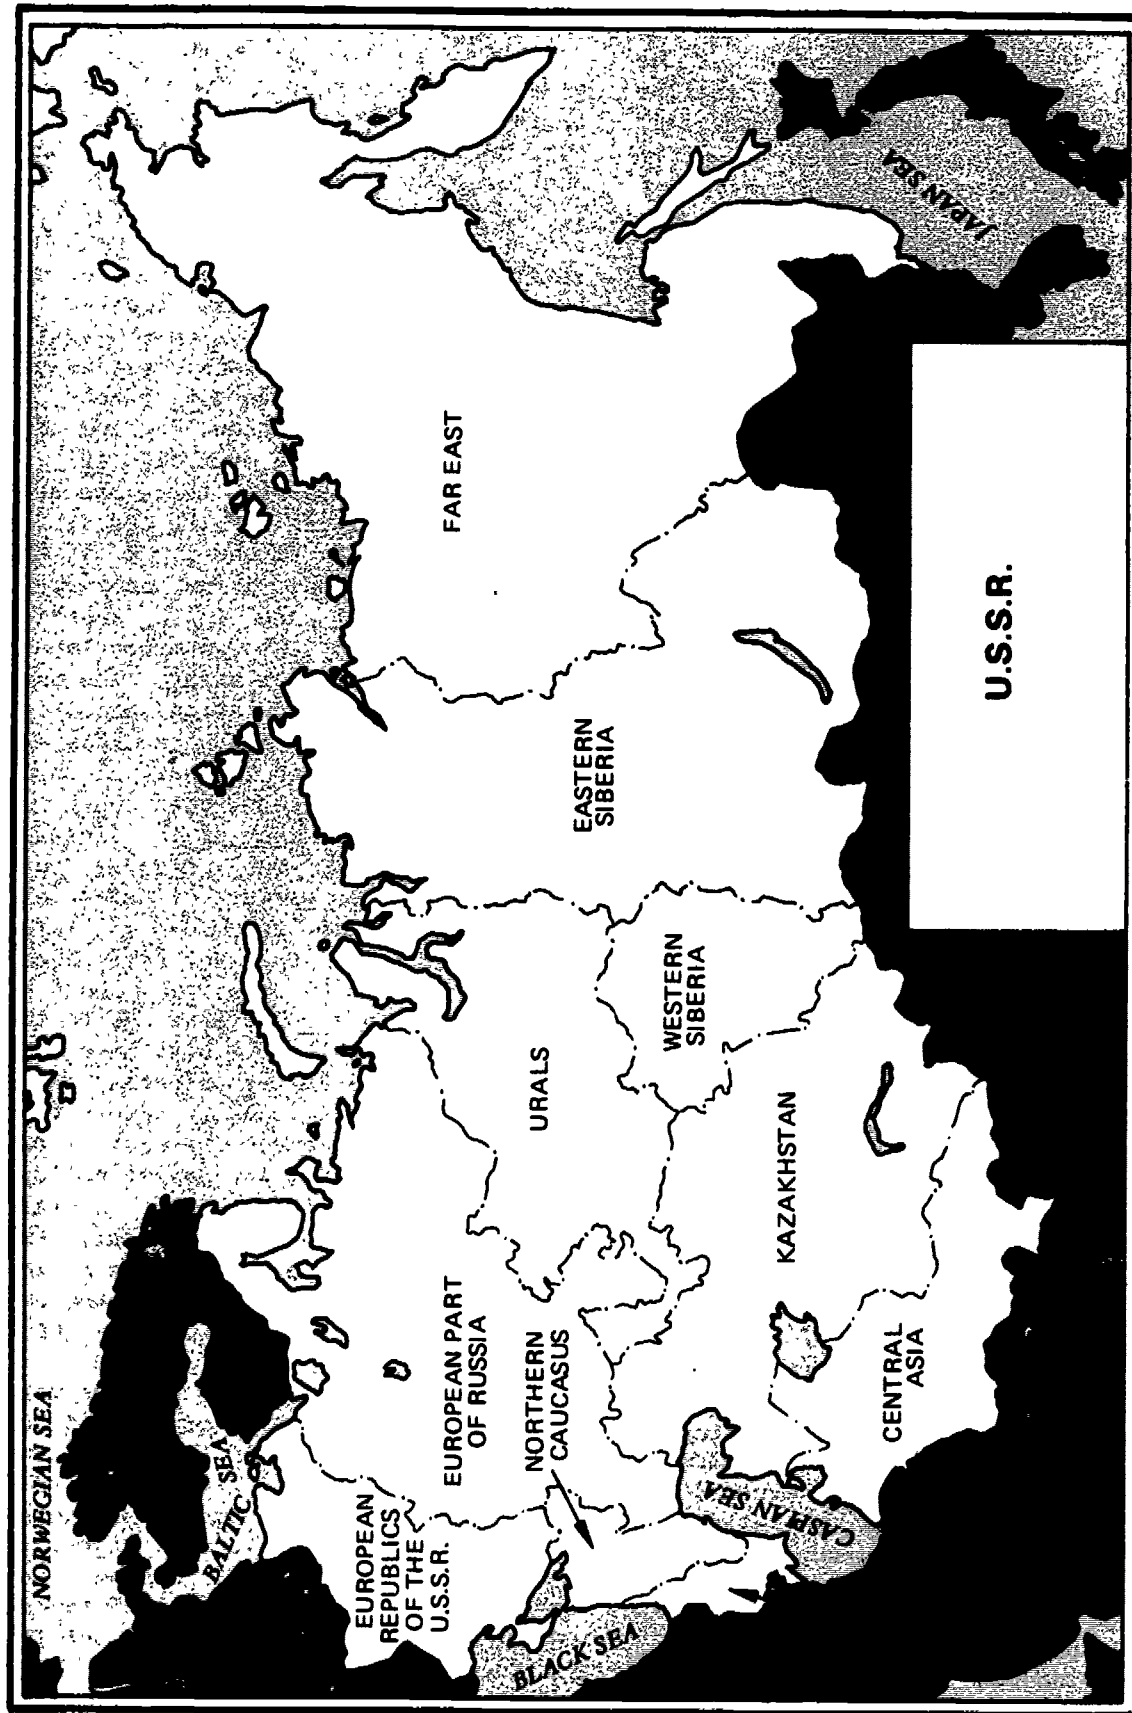 NORWEGIAN SEA
BALTIC SEA
EUROPEAN
REPUBLICS
OF THE
U.S.S.R.
BLACK SEA
EUROPEAN PART
OF RUSSIA
NORTHERN
CAUCASUS
CASPIAN SEA
URALS
KAZAKHSTAN
CENTRAL
ASIA
WESTERN
SIBERIA
EASTERN
SIBERIA
FAR EAST
JAPAN SEA
U.S.S.R.